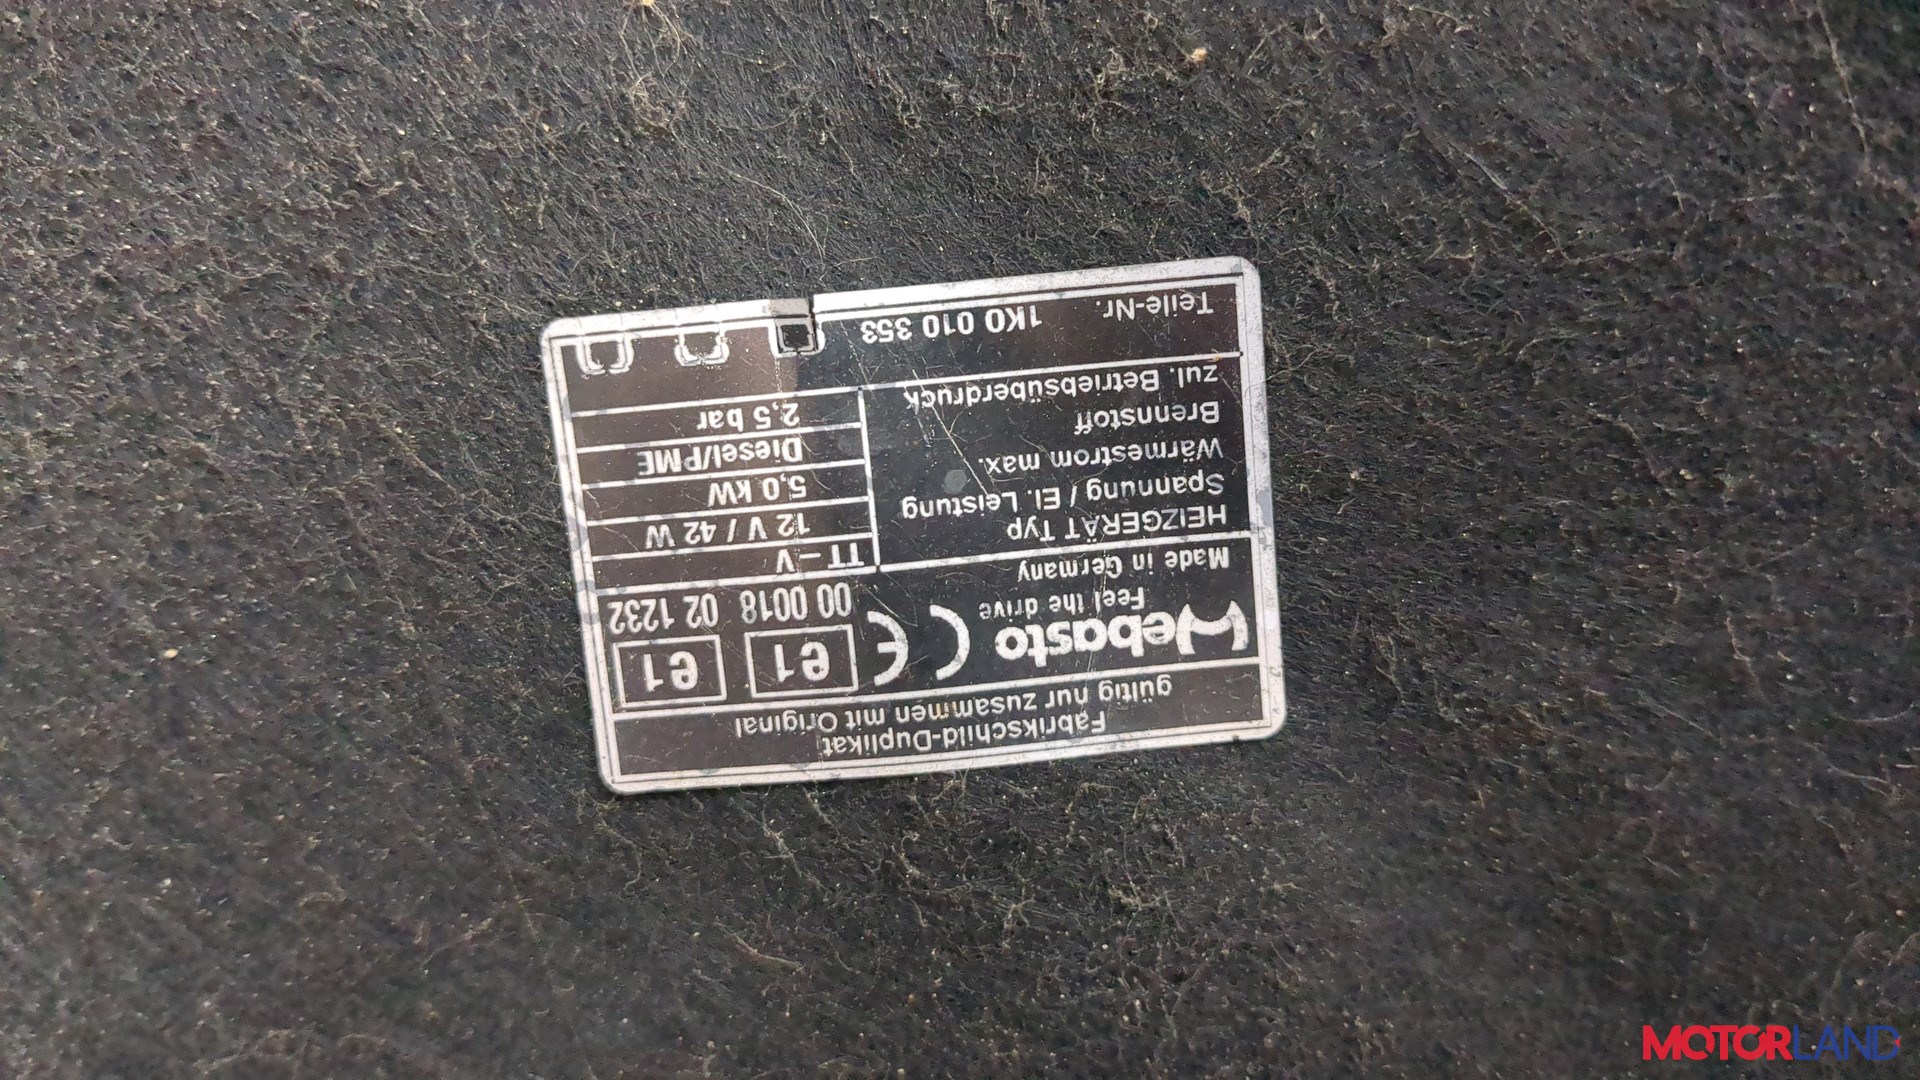 Fabrikschild-Duplikat
gültig nur zusammen mit Original
Webasto
Feel the drive
CE
e1
e1
00 0018
02 1232
Made in Germany
HEIZGERÄT Typ
TT – V
Spannung / El. Leistung
12 V / 42 W
Wärmestrom max.
5,0 kW
Brennstoff
Diesel/PME
zul. Betriebsüberdruck
2,5 bar
Teile-Nr.
1K0 010 353
MOTORLAND